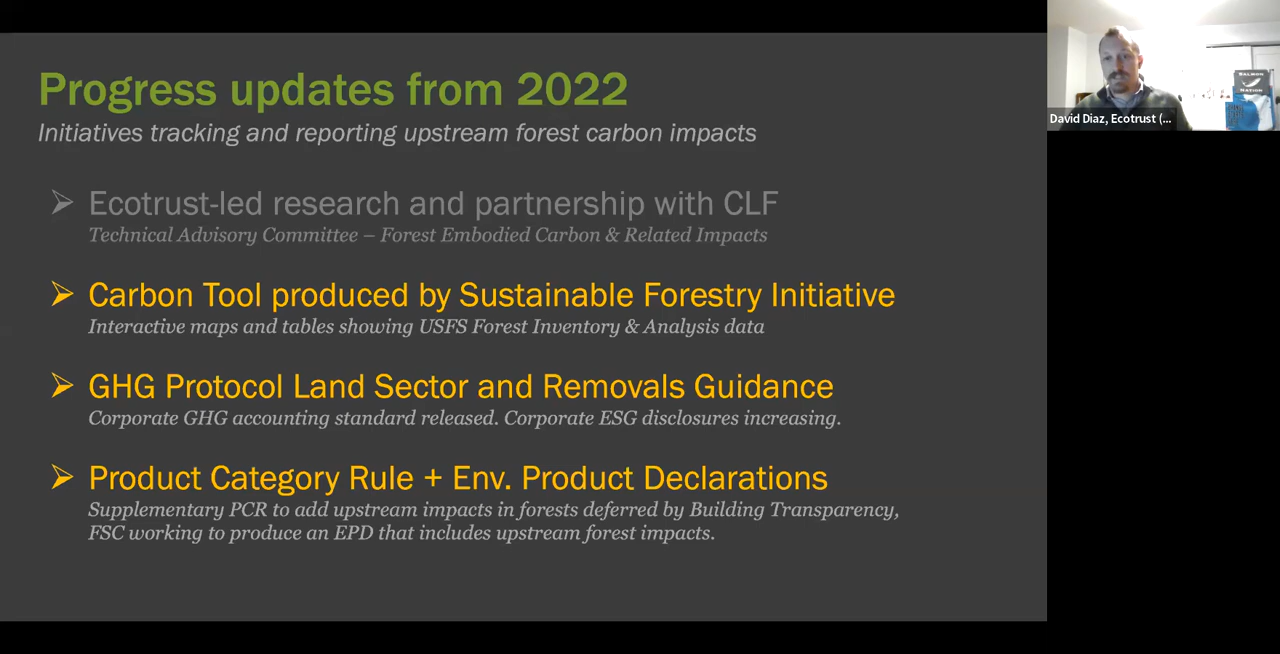 Progress updates from 2022
Initiatives tracking and reporting upstream forest carbon impacts
➢ Ecotrust-led research and partnership with CLF
Technical Advisory Committee – Forest Embodied Carbon & Related Impacts
➢ Carbon Tool produced by Sustainable Forestry Initiative
Interactive maps and tables showing USFS Forest Inventory & Analysis data
➢ GHG Protocol Land Sector and Removals Guidance
Corporate GHG accounting standard released. Corporate ESG disclosures increasing.
➢ Product Category Rule + Env. Product Declarations
Supplementary PCR to add upstream impacts in forests deferred by Building Transparency,
FSC working to produce an EPD that includes upstream forest impacts.
SALMON
NATION
David Diaz, Ecotrust (...